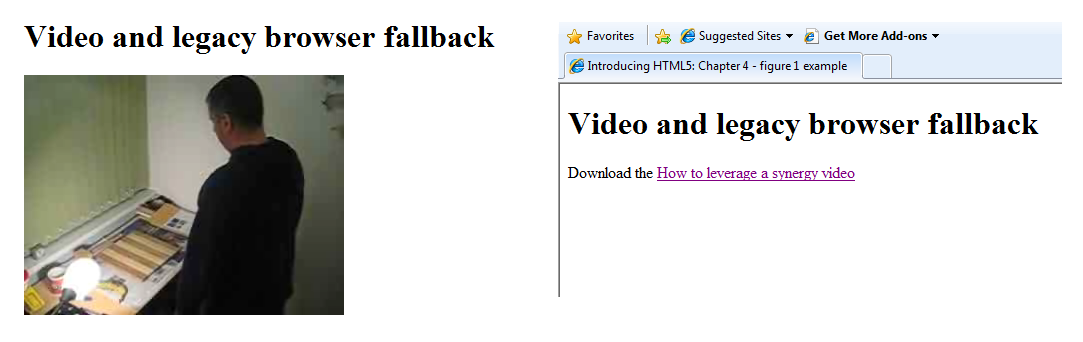 Video and legacy browser fallback
Favorites Suggested Sites Get More Add-ons
Introducing HTML5: Chapter 4 - figure 1 example
Video and legacy browser fallback
Download the How to leverage a synergy video